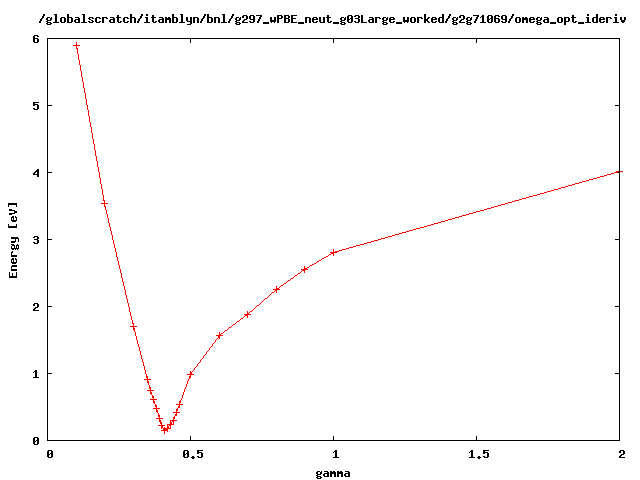 /globalscratch/itamblyn/bnl/g297_wPBE_neut_g03Large_worked/g2g71069/omega_opt_ideriv
6
5
4
3
2
1
0
Energy [eV]
0 0.5 1 1.5 2
gamma